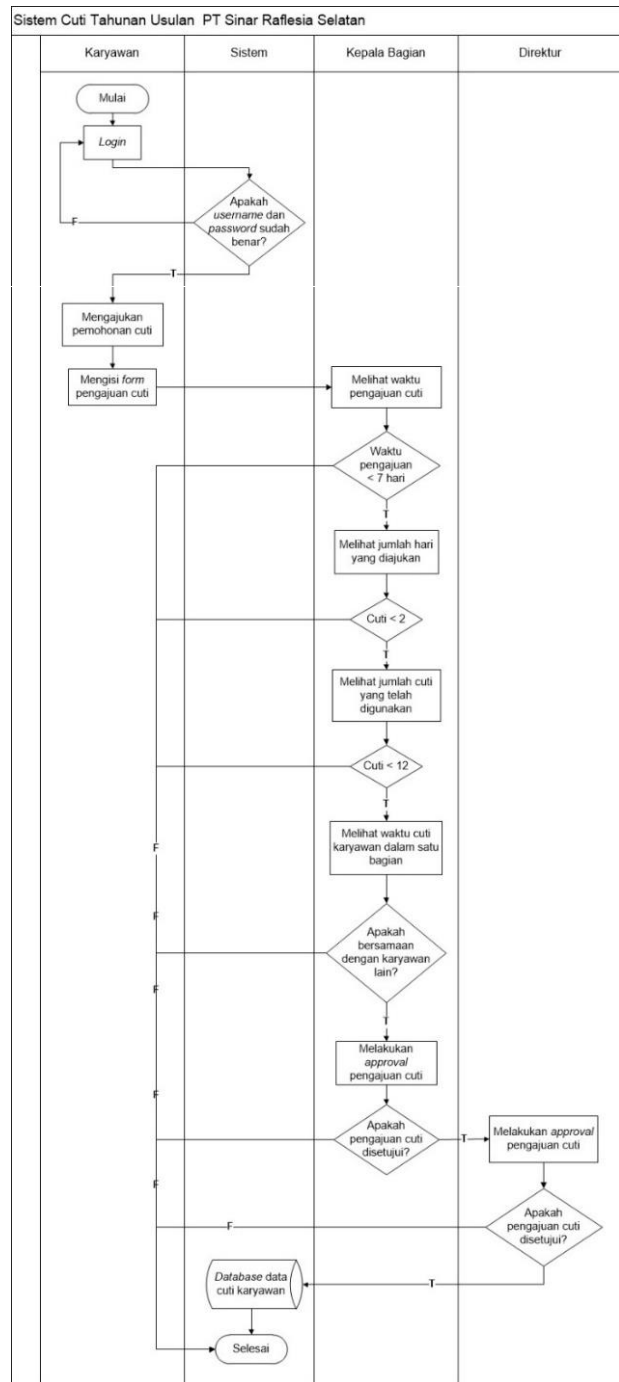 Sistem Cuti Tahunan Usulan PT Sinar Raflesia Selatan
Karyawan
Sistem
Kepala Bagian
Direktur
Mulai
Login
Apakah
username dan
password sudah
benar?
F
T
Mengajukan
pemohonan cuti
Mengisi form
pengajuan cuti
Melihat waktu
pengajuan cuti
Waktu
pengajuan
< 7 hari
T
Melihat jumlah hari
yang diajukan
Cuti < 2
T
Melihat jumlah cuti
yang telah
digunakan
Cuti < 12
T
Melihat waktu cuti
karyawan dalam satu
bagian
F
F
Apakah
bersamaan
dengan karyawan
lain?
F
T
Melakukan
approval
pengajuan cuti
F
Apakah
pengajuan cuti
disetujui?
T
Melakukan approval
pengajuan cuti
F
Apakah
pengajuan cuti
disetujui?
F
T
Database data
cuti karyawan
Selesai